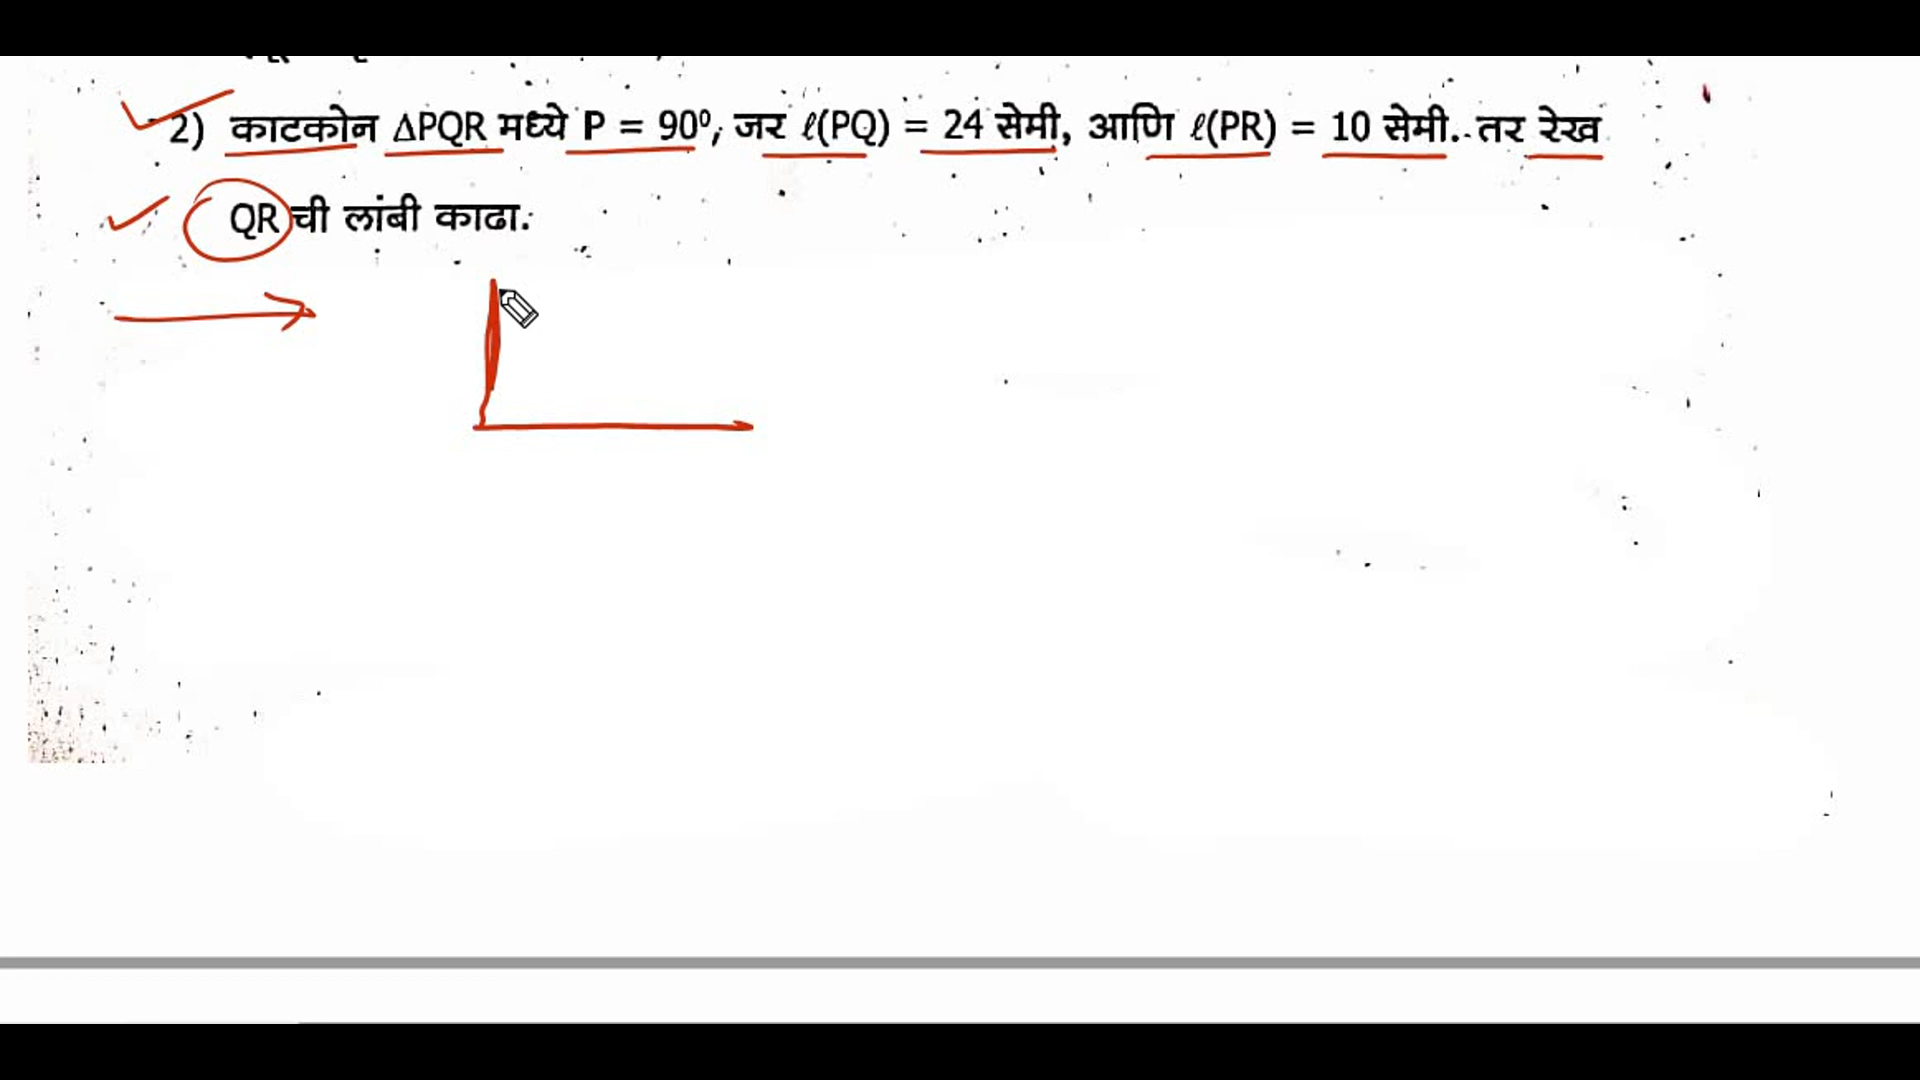 2) काटकोन ΔPQR मध्ये P = 90⁰, जर ℓ(PQ) = 24 सेमी, आणि ℓ(PR) = 10 सेमी. तर रेख
QR ची लांबी काढा.